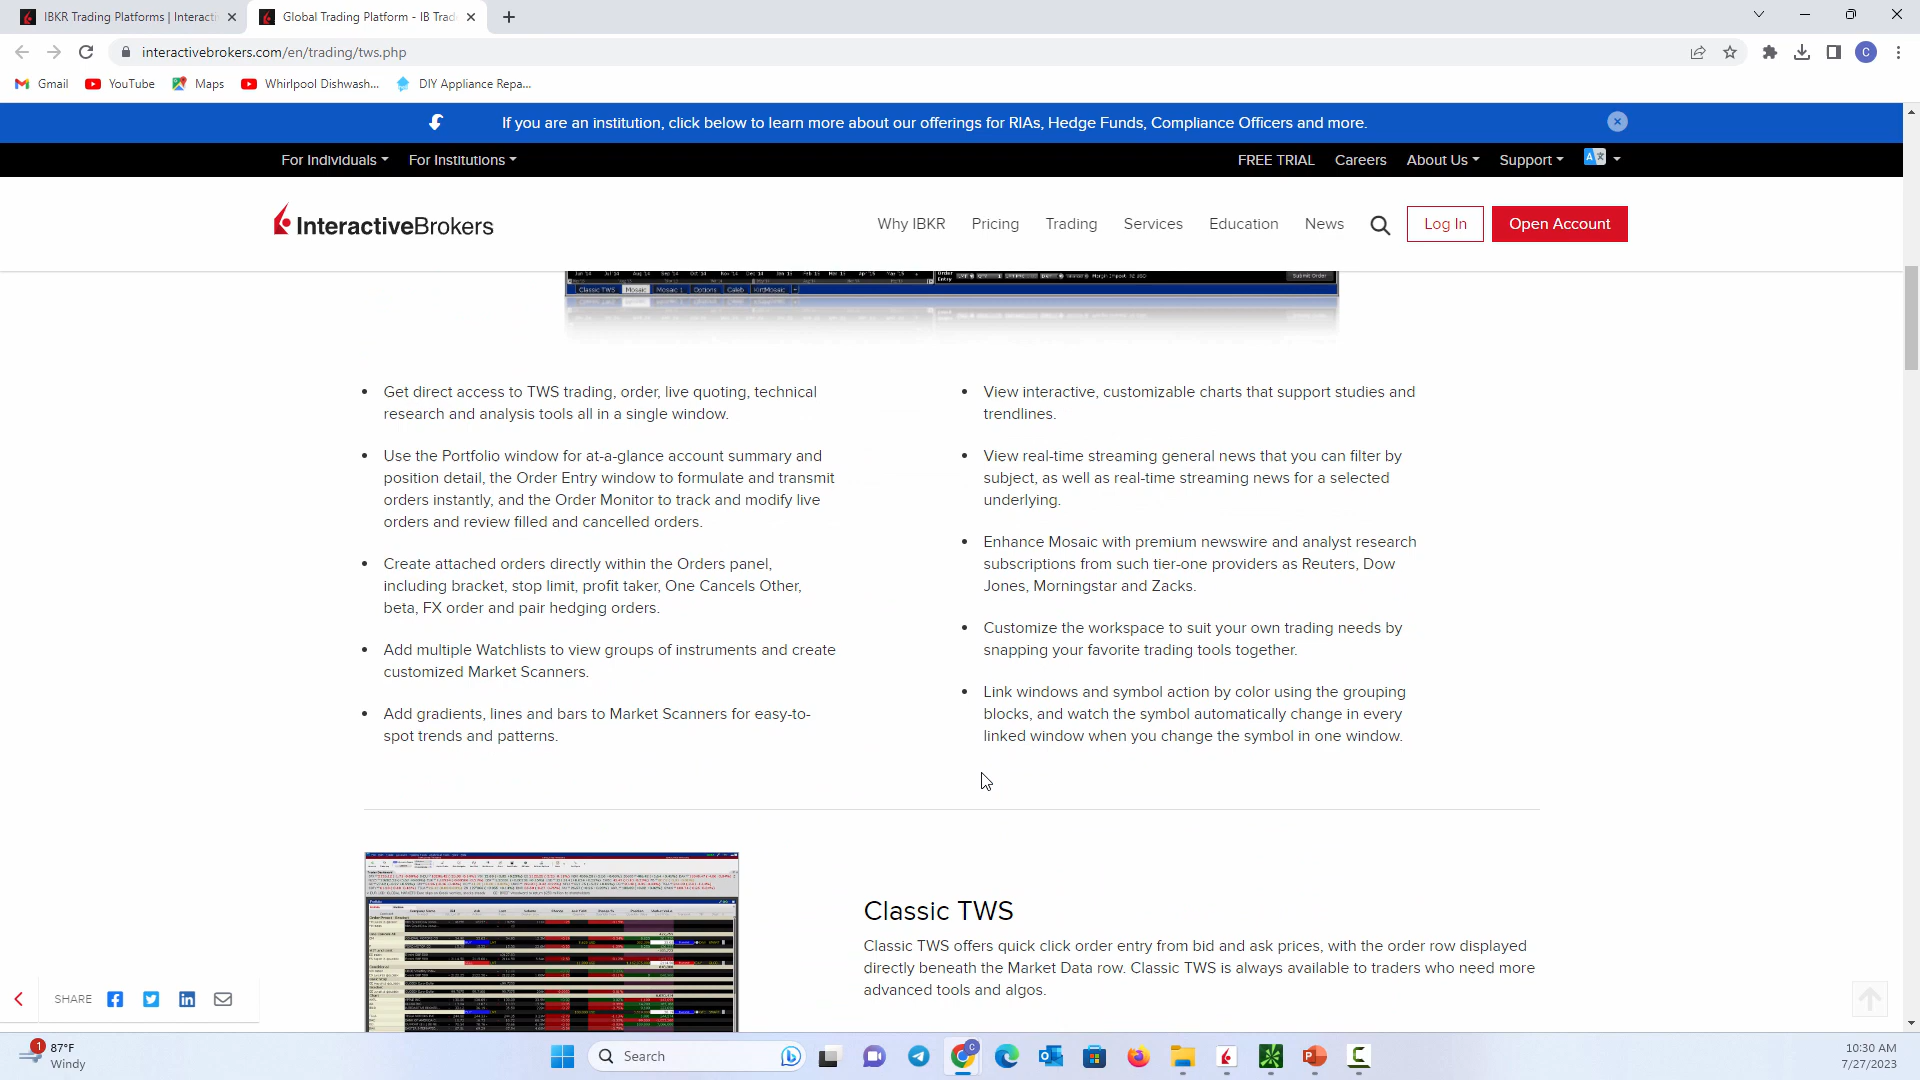 IBKR Trading Platforms | Interacti
Global Trading Platform - IB Trad
interactivebrokers.com/en/trading/tws.php
C
Gmail
YouTube
Maps
Whirlpool Dishwash...
DIY Appliance Repa...
If you are an institution, click below to learn more about our offerings for RIAs, Hedge Funds, Compliance Officers and more.
For Individuals
For Institutions
FREE TRIAL
Careers
About Us
Support
InteractiveBrokers
Why IBKR
Pricing
Trading
Services
Education
News
Log In
Open Account
Classic TWS
Mosaic
Mosaic 1
Options
Caleb
KirtMosaic
Submit Order
• Get direct access to TWS trading, order, live quoting, technical
research and analysis tools all in a single window.
• Use the Portfolio window for at-a-glance account summary and
position detail, the Order Entry window to formulate and transmit
orders instantly, and the Order Monitor to track and modify live
orders and review filled and cancelled orders.
• Create attached orders directly within the Orders panel,
including bracket, stop limit, profit taker, One Cancels Other,
beta, FX order and pair hedging orders.
• Add multiple Watchlists to view groups of instruments and create
customized Market Scanners.
• Add gradients, lines and bars to Market Scanners for easy-to-
spot trends and patterns.
• View interactive, customizable charts that support studies and
trendlines.
• View real-time streaming general news that you can filter by
subject, as well as real-time streaming news for a selected
underlying.
• Enhance Mosaic with premium newswire and analyst research
subscriptions from such tier-one providers as Reuters, Dow
Jones, Morningstar and Zacks.
• Customize the workspace to suit your own trading needs by
snapping your favorite trading tools together.
• Link windows and symbol action by color using the grouping
blocks, and watch the symbol automatically change in every
linked window when you change the symbol in one window.
Classic TWS
Classic TWS offers quick click order entry from bid and ask prices, with the order row displayed
directly beneath the Market Data row. Classic TWS is always available to traders who need more
advanced tools and algos.
SHARE
1
87°F
Windy
Search
10:30 AM
7/27/2023